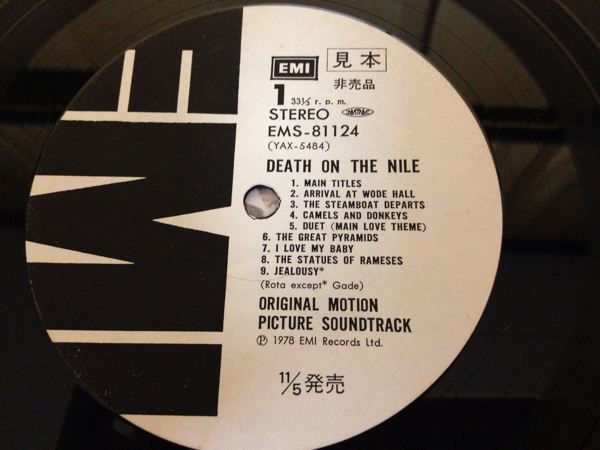 EMI
EMI 見本
非売品
1 33⅓ r. p. m.
STEREO JASRAC
EMS-81124
(YAX-5484)
DEATH ON THE NILE
1. MAIN TITLES
2. ARRIVAL AT WODE HALL
3. THE STEAMBOAT DEPARTS
4. CAMELS AND DONKEYS
5. DUET (MAIN LOVE THEME)
6. THE GREAT PYRAMIDS
7. I LOVE MY BABY
8. THE STATUES OF RAMESES
9. JEALOUSY*
(Rota except* Gade)
ORIGINAL MOTION
PICTURE SOUNDTRACK
Ⓟ 1978 EMI Records Ltd.
11/5 発売